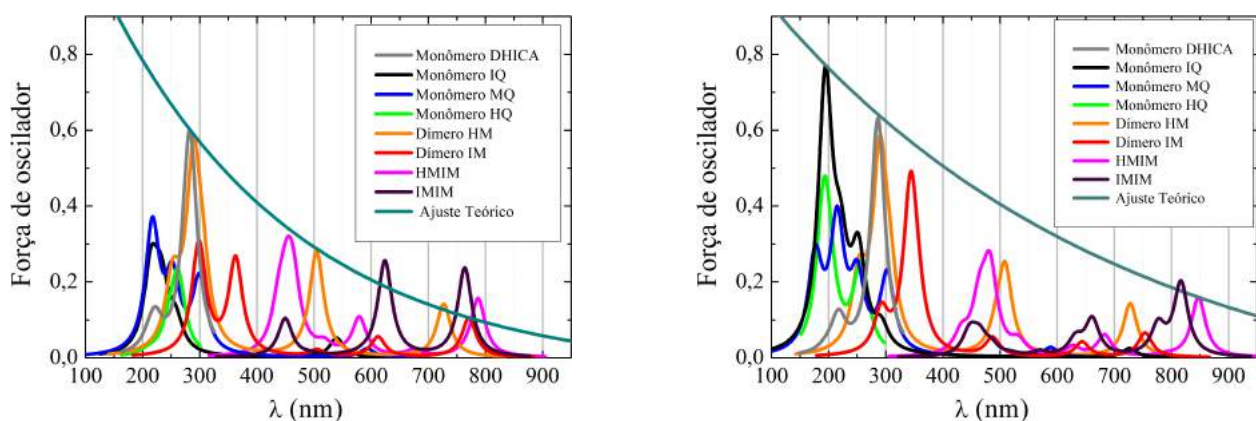 Força de oscilador
0,8
0,6
0,4
0,2
0,0
100 200 300 400 500 600 700 800 900
λ (nm)
Monômero DHICA
Monômero IQ
Monômero MQ
Monômero HQ
Dímero HM
Dímero IM
HMIM
IMIM
Ajuste Teórico
Força de oscilador
0,8
0,6
0,4
0,2
0,0
100 200 300 400 500 600 700 800 900
λ (nm)
Monômero DHICA
Monômero IQ
Monômero MQ
Monômero HQ
Dímero HM
Dímero IM
HMIM
IMIM
Ajuste Teórico